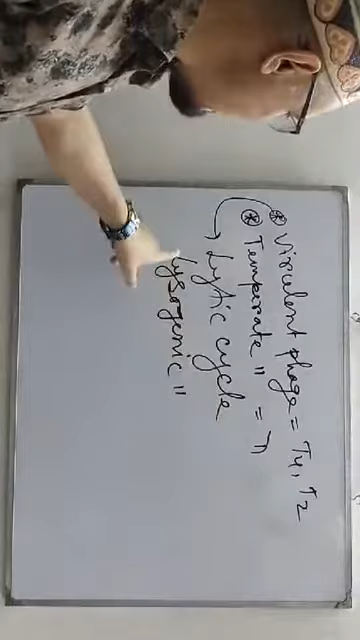 ⊛ Virulent phage = T4, T2
⊛ Temperate " = λ
→ Lytic cycle
Lysogenic "